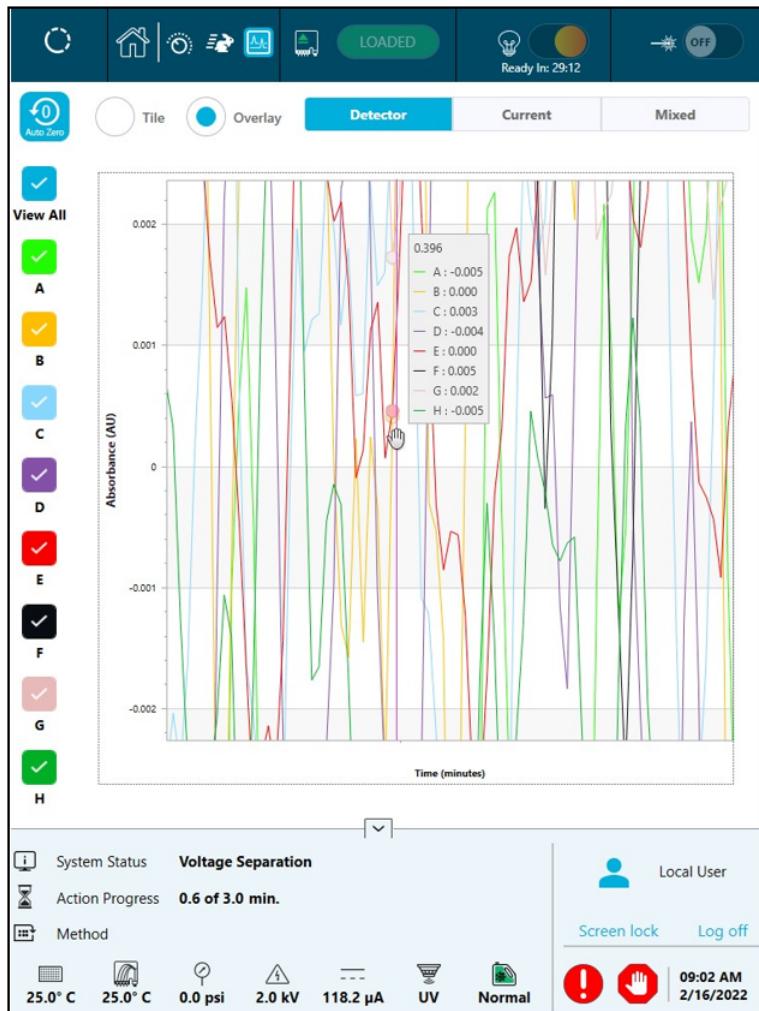 LOADED
Ready In: 29:12
OFF
0
Auto Zero
Tile
Overlay
Detector
Current
Mixed
View All
A
B
C
D
E
F
G
H
Absorbance (AU)
0.002
0.001
0
-0.001
-0.002
0.396
A : -0.005
B : 0.000
C : 0.003
D : -0.004
E : 0.000
F : 0.005
G : 0.002
H : -0.005
Time (minutes)
System Status Voltage Separation
Action Progress 0.6 of 3.0 min.
Method
Local User
Screen lock Log off
25.0° C 25.0° C 0.0 psi 2.0 kV 118.2 µA UV Normal
09:02 AM
2/16/2022